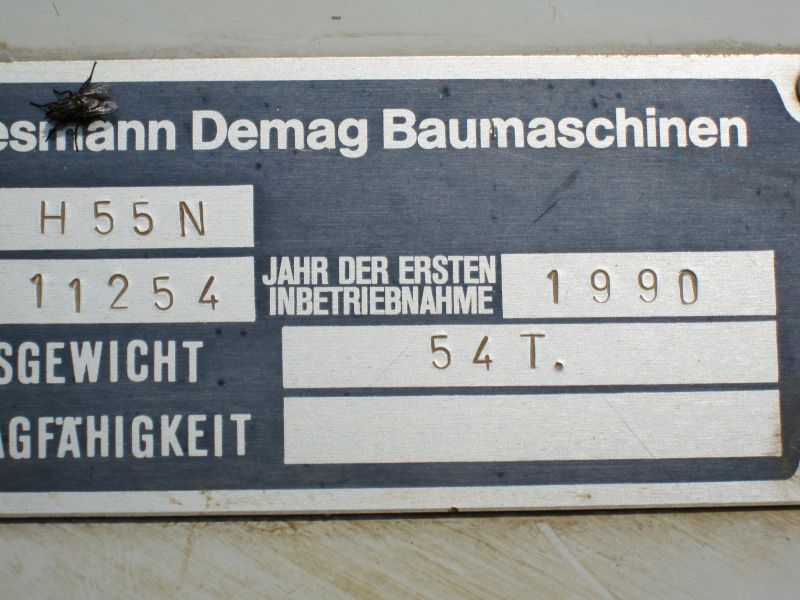 esmann Demag Baumaschinen
H55N
11254 JAHR DER ERSTEN INBETRIEBNAHME 1990
SGEWICHT 54T.
AGFÄHIGKEIT